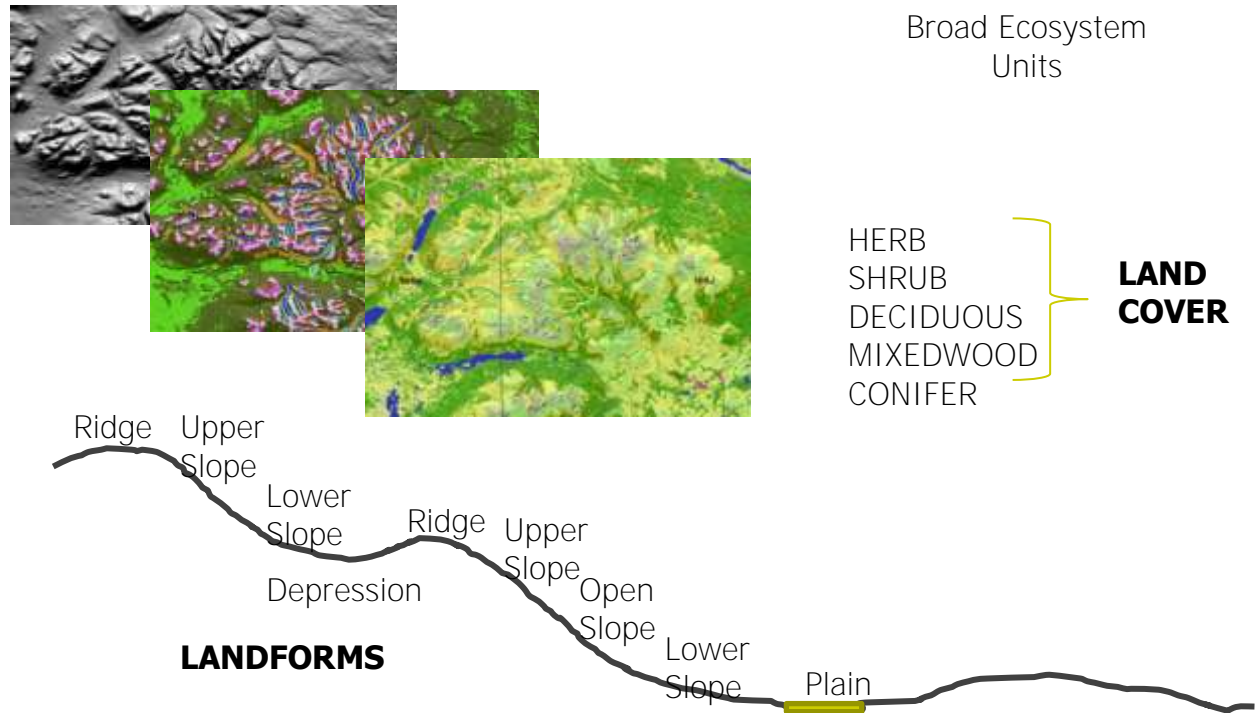 Broad Ecosystem
Units
HERB
SHRUB
DECIDUOUS
MIXEDWOOD
CONIFER
LAND
COVER
Ridge
Upper
Slope
Lower
Slope
Depression
Ridge
Upper
Slope
Open
Slope
Lower
Slope
Plain
LANDFORMS